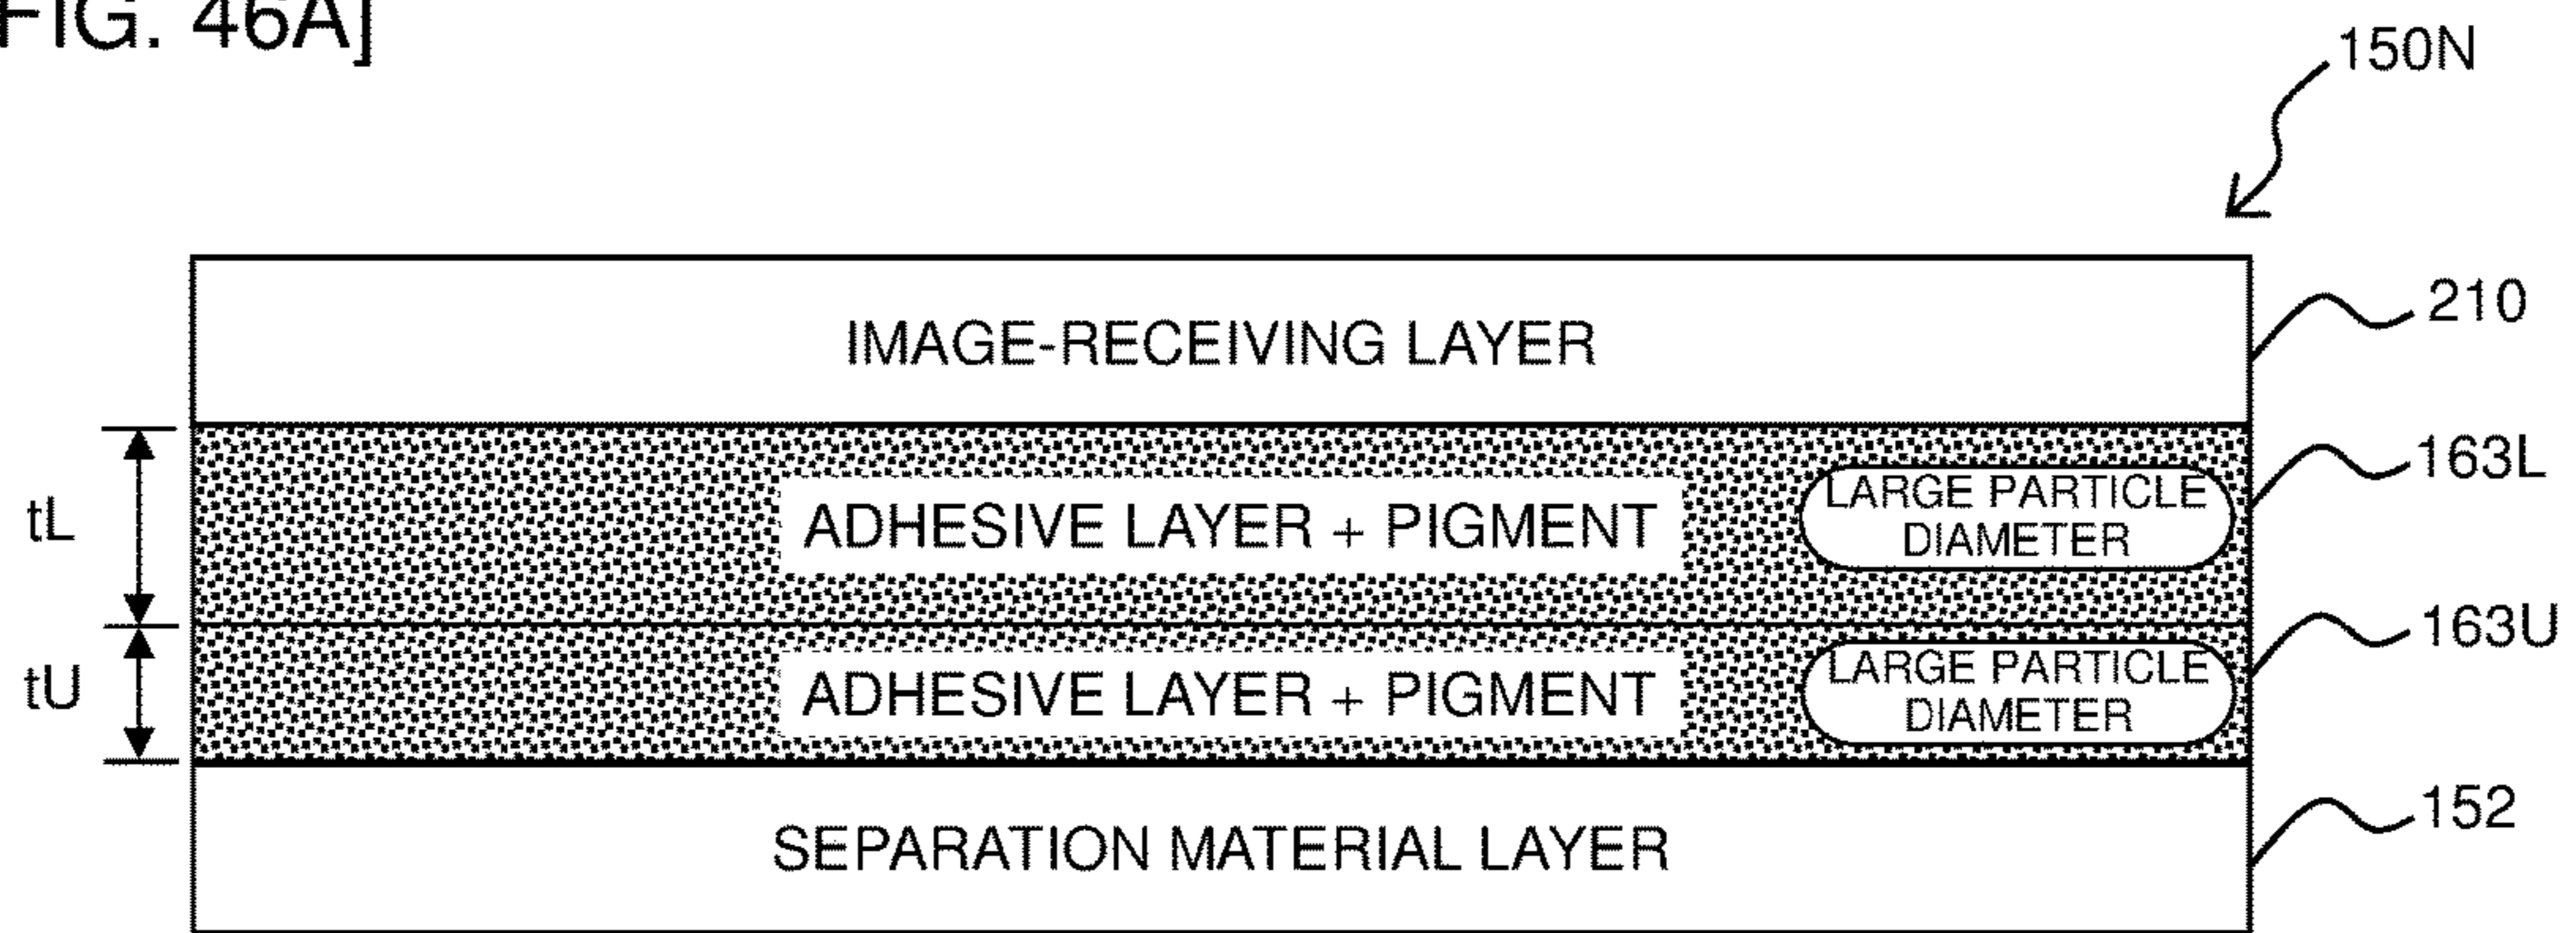 FIG. 46A]
150N
IMAGE-RECEIVING LAYER
210
tL
ADHESIVE LAYER + PIGMENT
LARGE PARTICLE
DIAMETER
163L
tU
ADHESIVE LAYER + PIGMENT
LARGE PARTICLE
DIAMETER
163U
SEPARATION MATERIAL LAYER
152